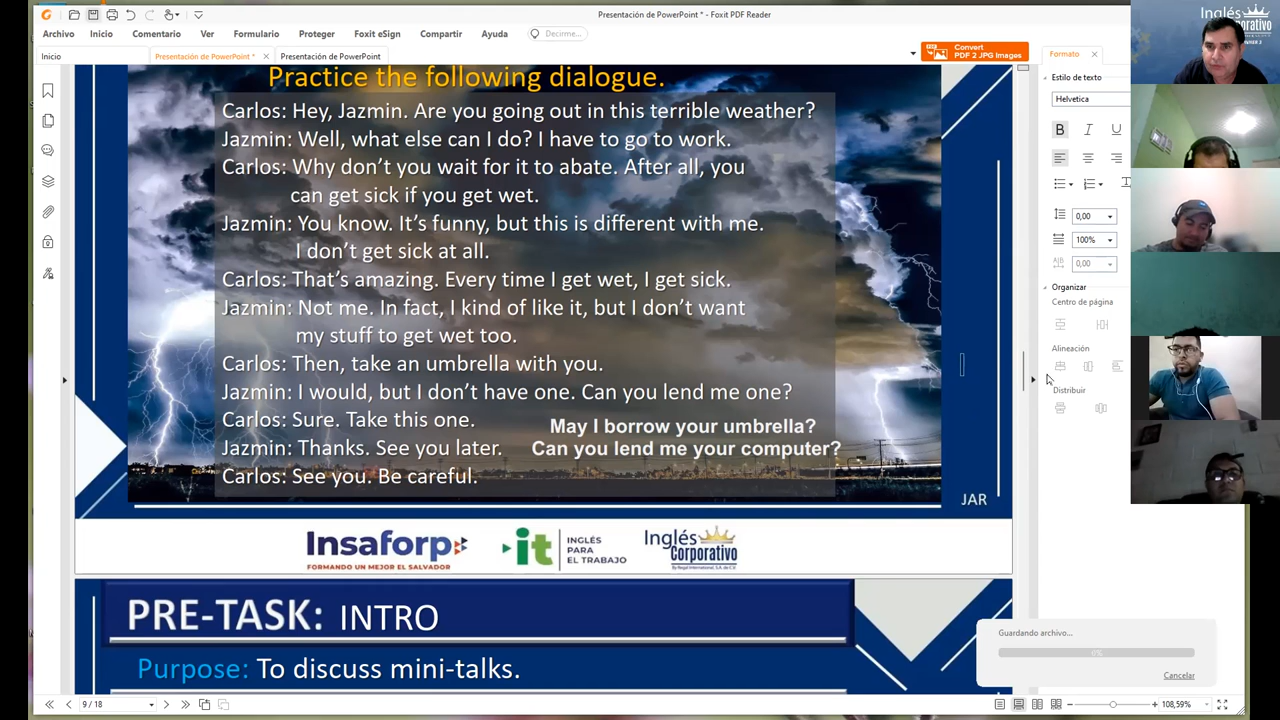 Presentación de PowerPoint * - Foxit PDF Reader
Archivo Inicio Comentario Ver Formulario Proteger Foxit eSign Compartir Ayuda Decirme...
Inicio Presentación de PowerPoint * Presentación de PowerPoint
Convert
PDF 2 JPG Images
Practice the following dialogue.
Carlos: Hey, Jazmin. Are you going out in this terrible weather?
Jazmin: Well, what else can I do? I have to go to work.
Carlos: Why don't you wait for it to abate. After all, you
can get sick if you get wet.
Jazmin: You know. It's funny, but this is different with me.
I don't get sick at all.
Carlos: That's amazing. Every time I get wet, I get sick.
Jazmin: Not me. In fact, I kind of like it, but I don't want
my stuff to get wet too.
Carlos: Then, take an umbrella with you.
Jazmin: I would, but I don't have one. Can you lend me one?
Carlos: Sure. Take this one.
Jazmin: Thanks. See you later.
Carlos: See you. Be careful.
May I borrow your umbrella?
Can you lend me your computer?
JAR
Insaforp
FORMANDO UN MEJOR EL SALVADOR
it INGLÉS
PARA
EL TRABAJO
Inglés
Corporativo
By Regal International, S.A. de C.V.
PRE-TASK: INTRO
Purpose: To discuss mini-talks.
9 / 18
108,59%
Formato
Estilo de texto
Helvetica
B I U
0,00
100%
0,00
Organizar
Centro de página
Alineación
Distribuir
Guardando archivo...
0%
Cancelar
Inglés
Corporativo